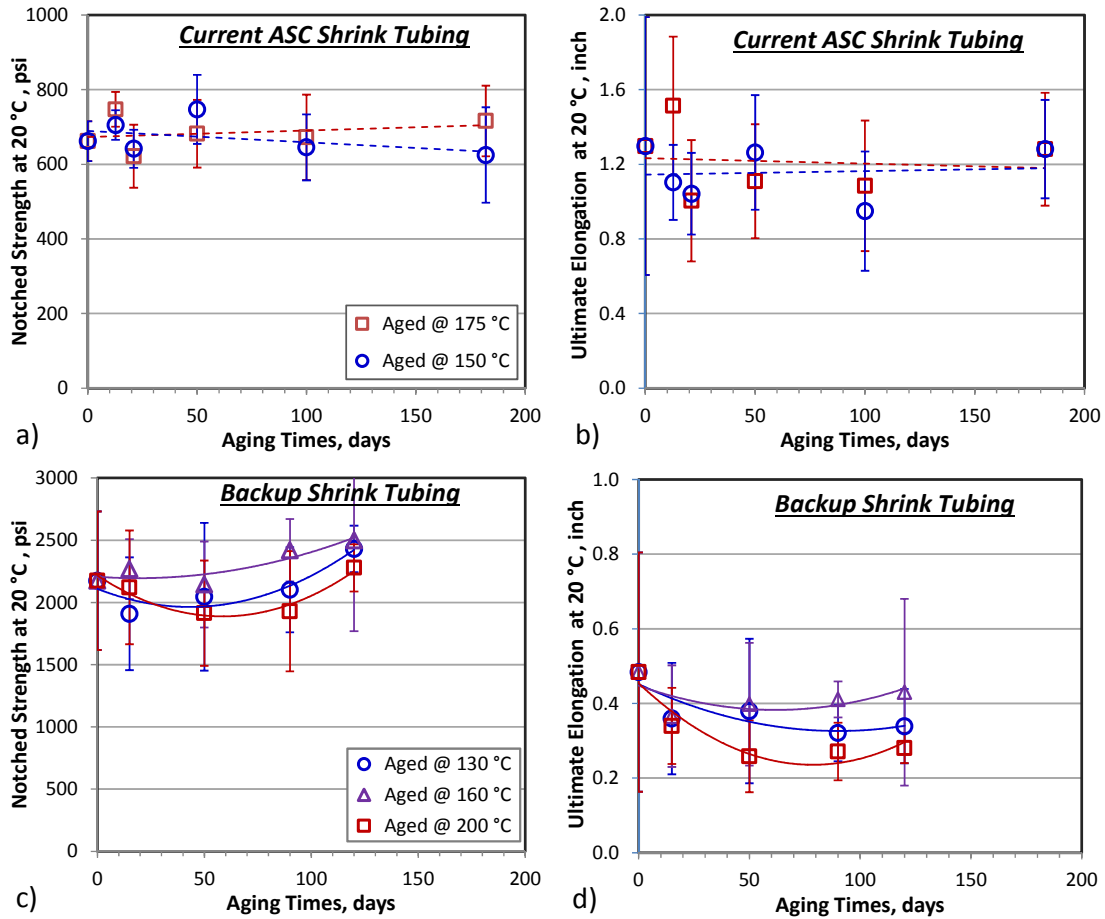 Current ASC Shrink Tubing
Notched Strength at 20 °C , psi
1000
800
600
400
200
0
Aged @ 175 °C
Aged @ 150 °C
0 50 100 150 200
Aging Times, days
a)
Current ASC Shrink Tubing
Ultimate Elongation at 20 °C , inch
2.0
1.6
1.2
0.8
0.4
0.0
0 50 100 150 200
Aging Times, days
b)
Backup Shrink Tubing
Notched Strength at 20 °C , psi
3000
2500
2000
1500
1000
500
0
Aged @ 130 °C
Aged @ 160 °C
Aged @ 200 °C
0 50 100 150 200
Aging Times, days
c)
Backup Shrink Tubing
Ultimate Elongation at 20 °C , inch
1.0
0.8
0.6
0.4
0.2
0.0
0 50 100 150 200
Aging Times, days
d)